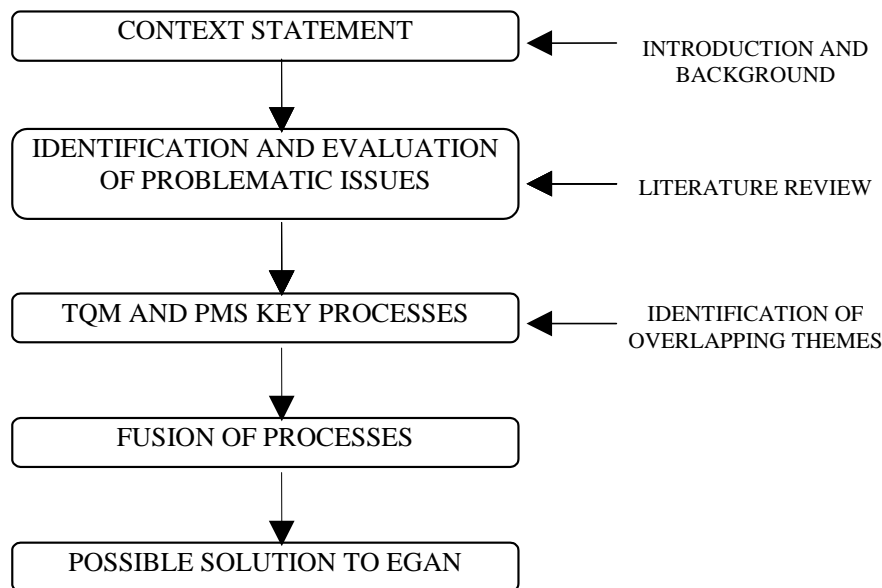 CONTEXT STATEMENT
INTRODUCTION AND
BACKGROUND
IDENTIFICATION AND EVALUATION
OF PROBLEMATIC ISSUES
LITERATURE REVIEW
TQM AND PMS KEY PROCESSES
IDENTIFICATION OF
OVERLAPPING THEMES
FUSION OF PROCESSES
POSSIBLE SOLUTION TO EGAN